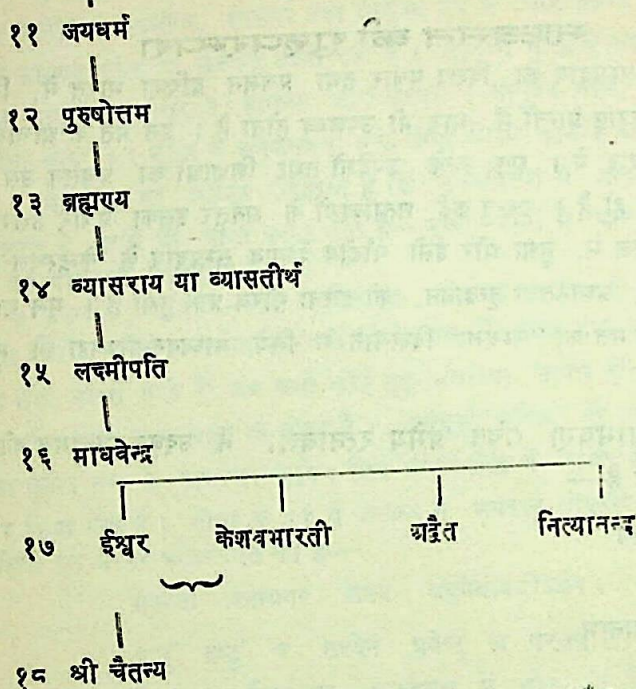 ११ जयधर्म
१२ पुरुषोत्तम
१३ ब्रह्मण्य
१४ व्यासराय या व्यासतीर्थ
१५ लक्ष्मीपति
१६ माधवेन्द्र
१७ ईश्वर केशवभारती अद्वैत नित्यानन्द
१८ श्री चैतन्य